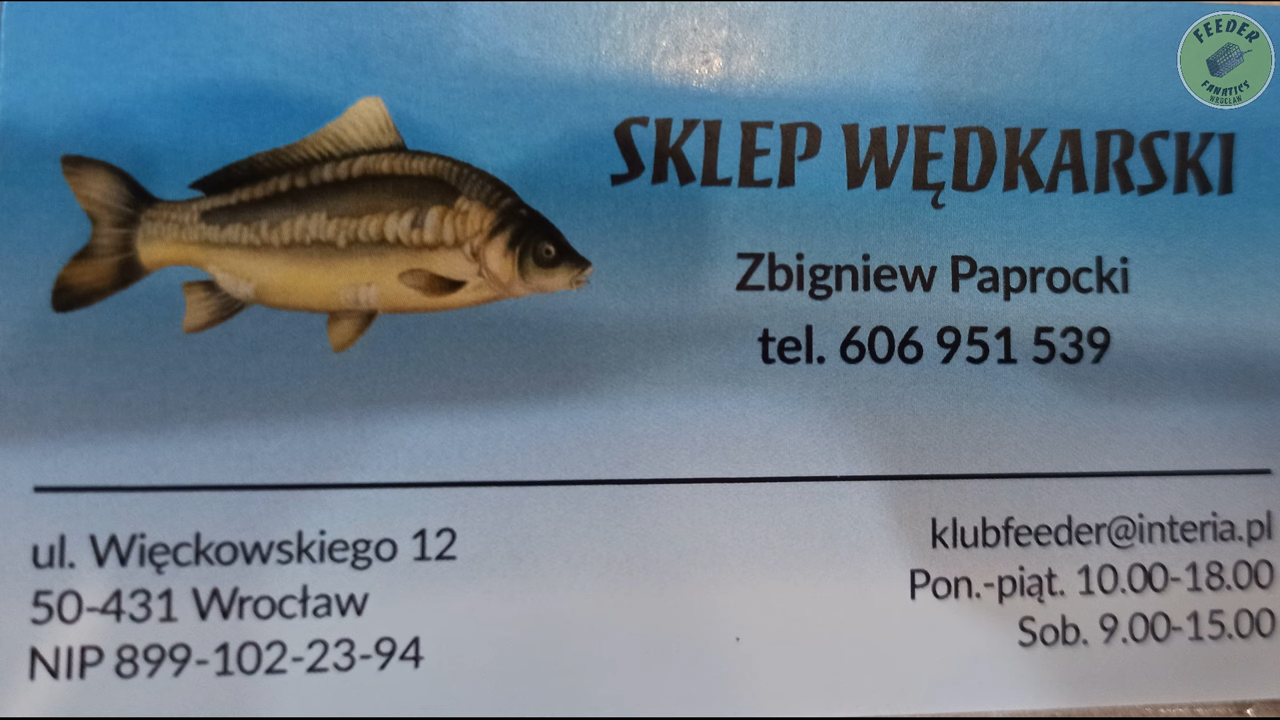 FEEDER
FANATICS
WROCŁAW
SKLEP WĘDKARSKI
Zbigniew Paprocki
tel. 606 951 539
ul. Więckowskiego 12
50-431 Wrocław
NIP 899-102-23-94
klubfeeder@interia.pl
Pon.-piąt. 10.00-18.00
Sob. 9.00-15.00